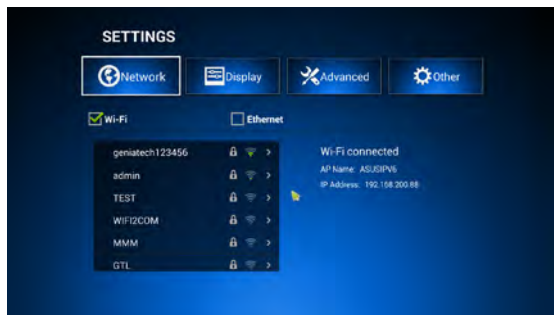 SETTINGS
Network Display Advanced Other
Wi-Fi Ethernet
geniatech123456
admin
TEST
WIFI2COM
MMM
GTL
Wi-Fi connected
AP Name: ASUSIPV6
IP Address: 192.158.200.88